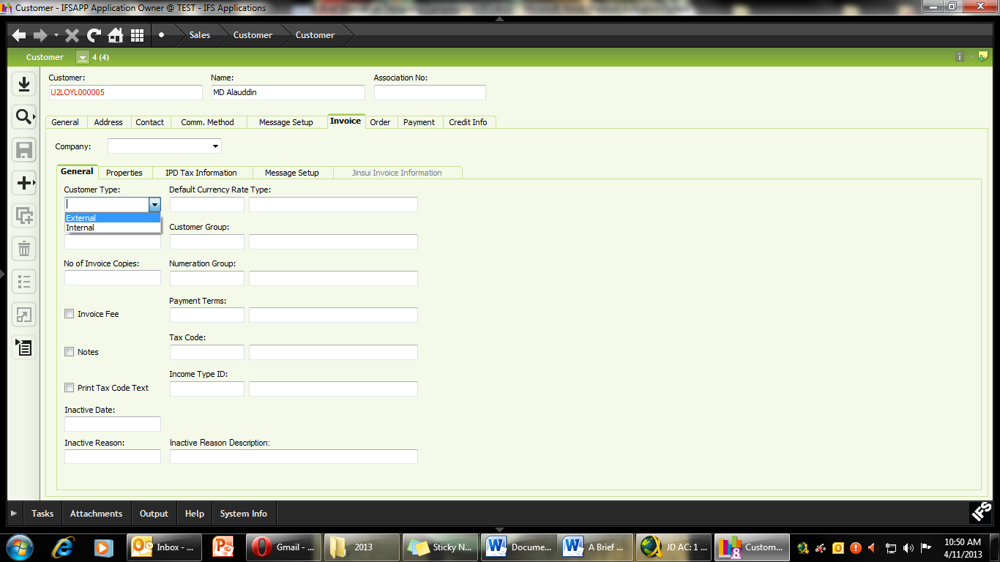 Customer - IFSAPP Application Owner @ TEST - IFS Applications
Sales Customer Customer
Customer 4 (4)
Customer: Name: Association No:
U2LOYL000005 MD Alauddin
General Address Contact Comm. Method Message Setup Invoice Order Payment Credit Info
Company:
General Properties IPD Tax Information Message Setup Jinsui Invoice Information
Customer Type: Default Currency Rate Type:
External
Internal Customer Group:
No of Invoice Copies: Numeration Group:
Payment Terms:
Invoice Fee
Tax Code:
Notes
Income Type ID:
Print Tax Code Text
Inactive Date:
Inactive Reason: Inactive Reason Description:
Tasks Attachments Output Help System Info IFS
Inbox - ... Gmail - ... 2013 Sticky N... Docume... A Brief ... JD AC: 1 ... Custom... 10:50 AM
4/11/2013